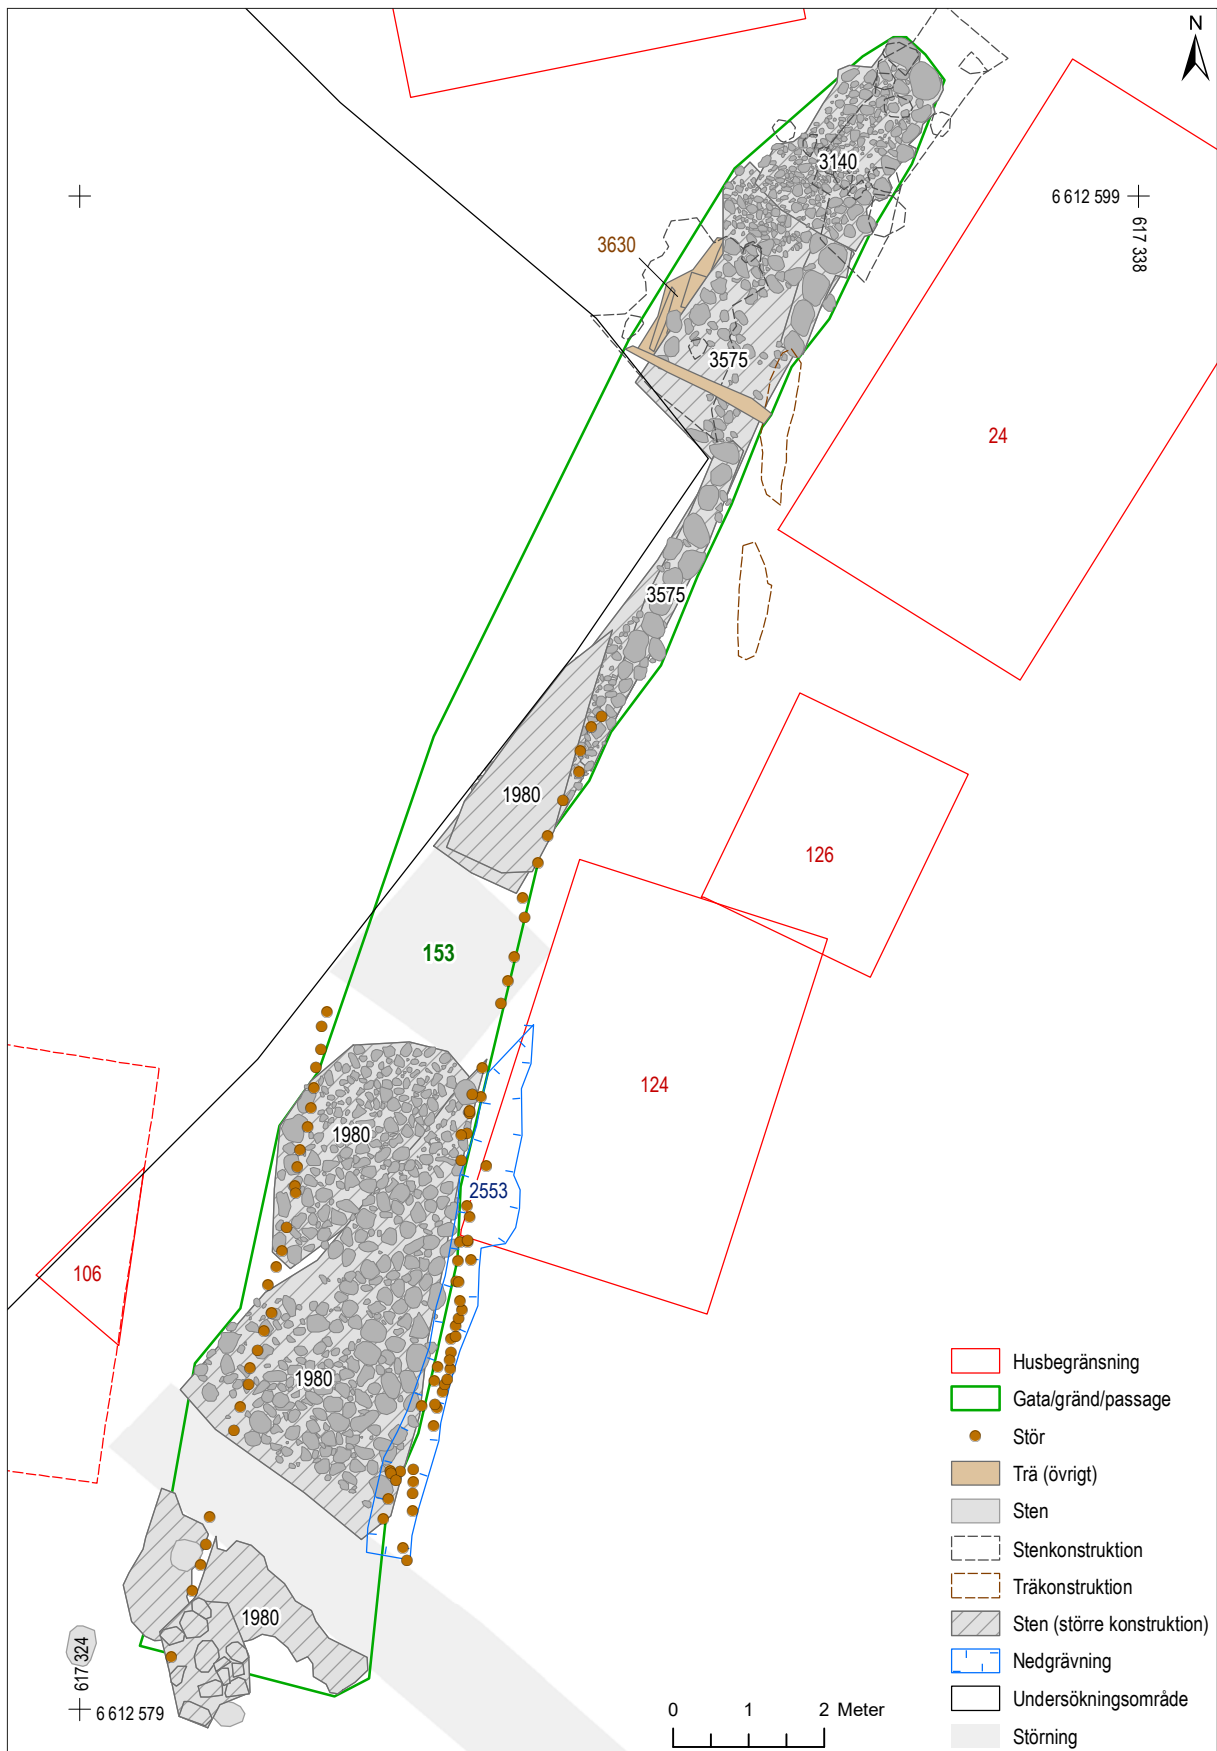 N
3140
6 612 599
617 338
3630
3575
24
3575
1980
126
153
124
1980
2553
106
1980
1980
617 324
6 612 579
Husbegränsning
Gata/gränd/passage
Stör
Trä (övrigt)
Sten
Stenkonstruktion
Träkonstruktion
Sten (större konstruktion)
Nedgrävning
Undersökningsområde
Störning
0 1 2 Meter